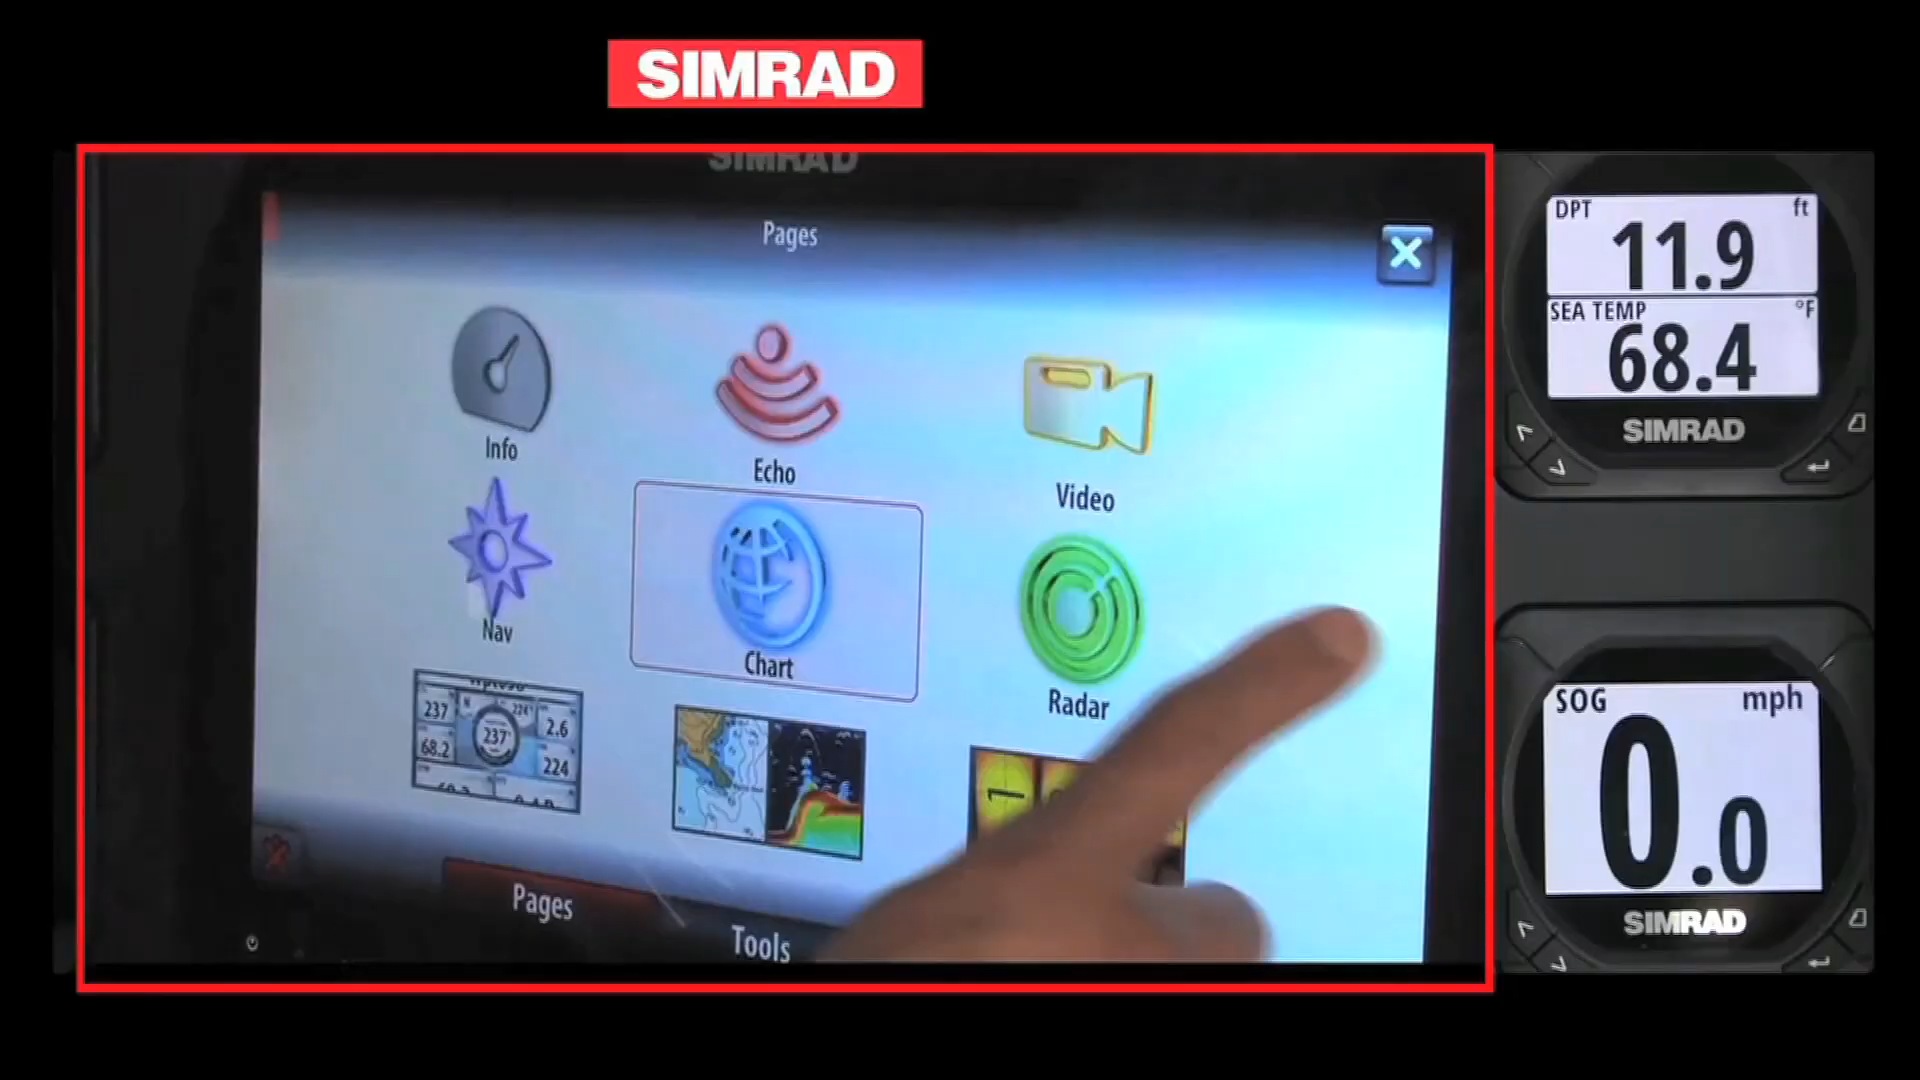 SIMRAD
SIMRAD
Pages
Info
Echo
Video
Nav
Chart
Radar
237
224°
2.6
68.2
237°
224
Pages
Tools
DPT
ft
11.9
SEA TEMP
°F
68.4
SIMRAD
SOG
mph
0.0
SIMRAD